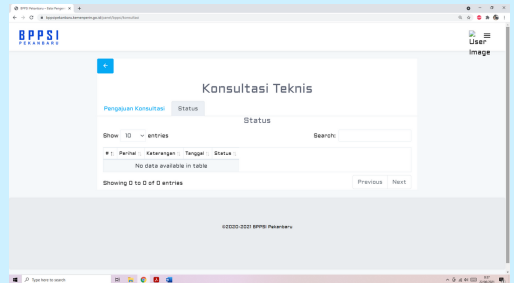 BPPSI
PEKANBARU
User
Image
+
Konsultasi Teknis
Pengajuan Konsultasi Status
Status
Show 10 entries Search:
# Perihal Keterangan Tanggal Status
No data available in table
Showing 0 to 0 of 0 entries
Previous Next
©2020-2021 BPPSI Pekanbaru
Type here to search